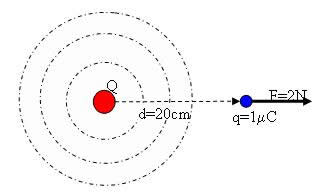 Q
F=2N
d=20cm
q=1μC